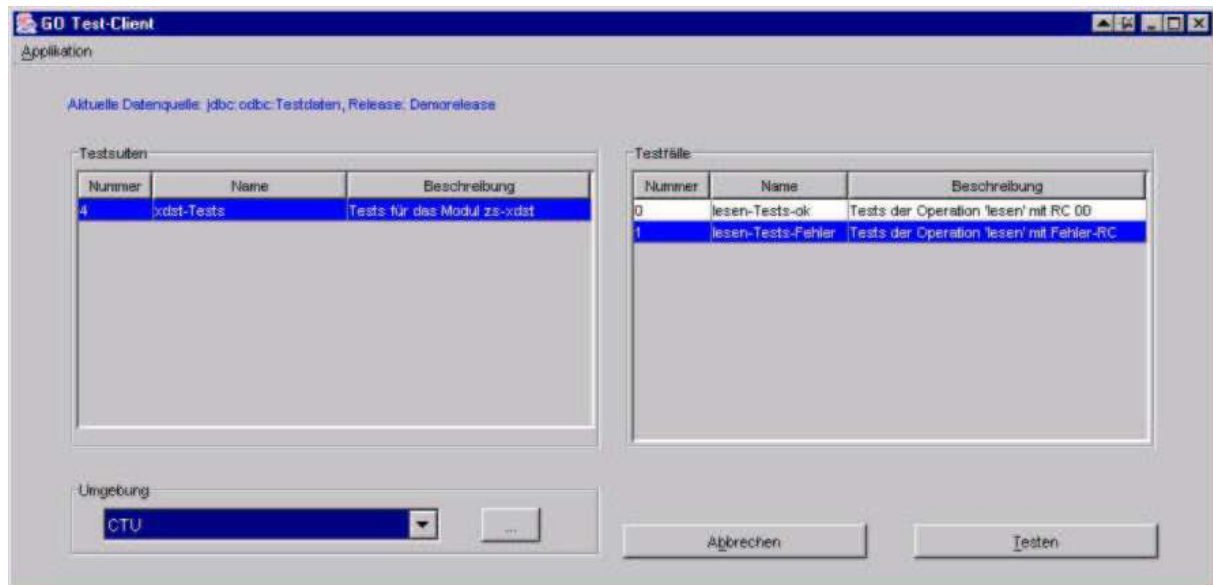 GD Test-Client
Applikation
Aktuelle Datenquelle: jdbc:odbc:Testdaten, Release: Demorelease
Testsuiten
Nummer Name Beschreibung
4 xdst-Tests Tests für das Modul zs-xdst
Testfälle
Nummer Name Beschreibung
0 lesen-Tests-ok Tests der Operation 'lesen' mit RC 00
1 lesen-Tests-Fehler Tests der Operation 'lesen' mit Fehler-RC
Umgebung
CTU ...
Abbrechen Testen